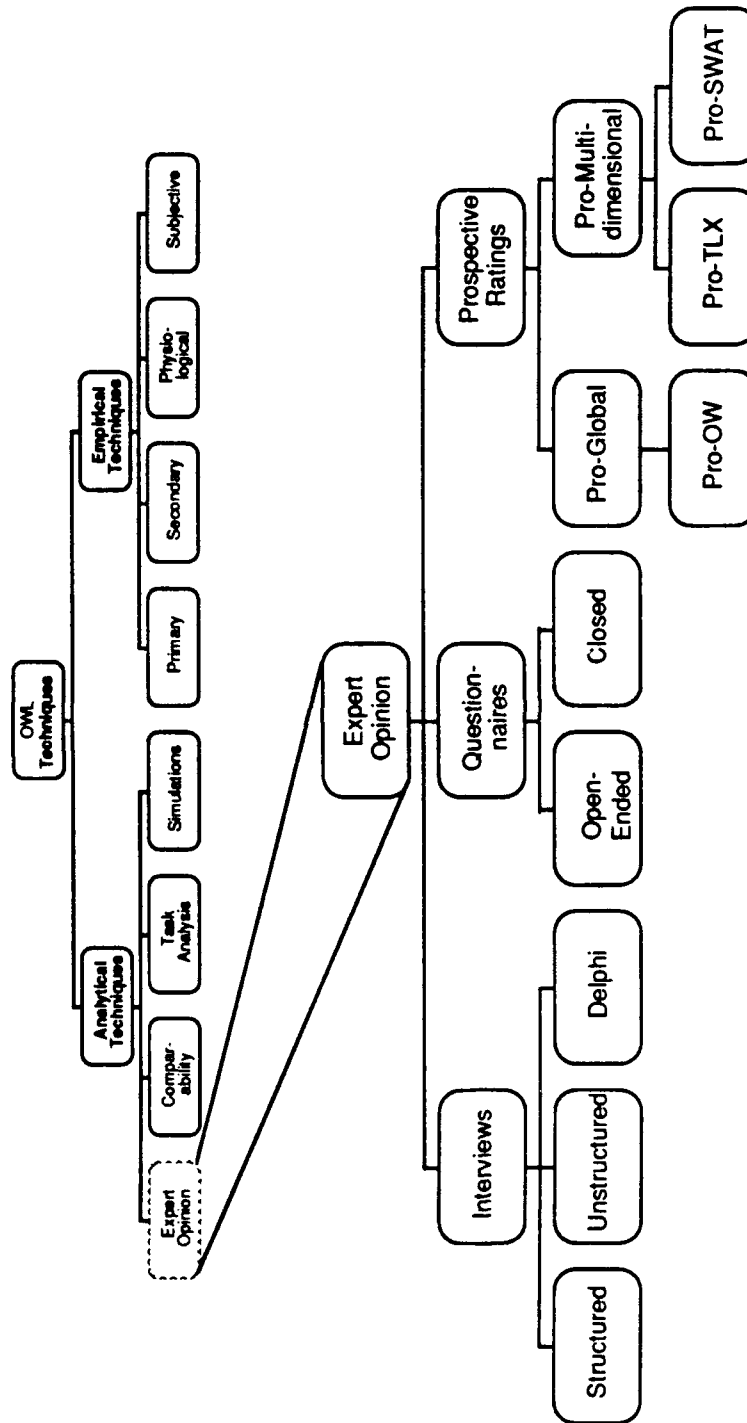 OWL
Techniques
Analytical
Techniques
Empirical
Techniques
Expert
Opinion
Compar-
ability
Task
Analysis
Simulations
Primary
Secondary
Physio-
logical
Subjective
Expert
Opinion
Interviews
Question-
naires
Prospective
Ratings
Structured
Unstructured
Delphi
Open-
Ended
Closed
Pro-Global
Pro-Multi-
dimensional
Pro-OW
Pro-TLX
Pro-SWAT